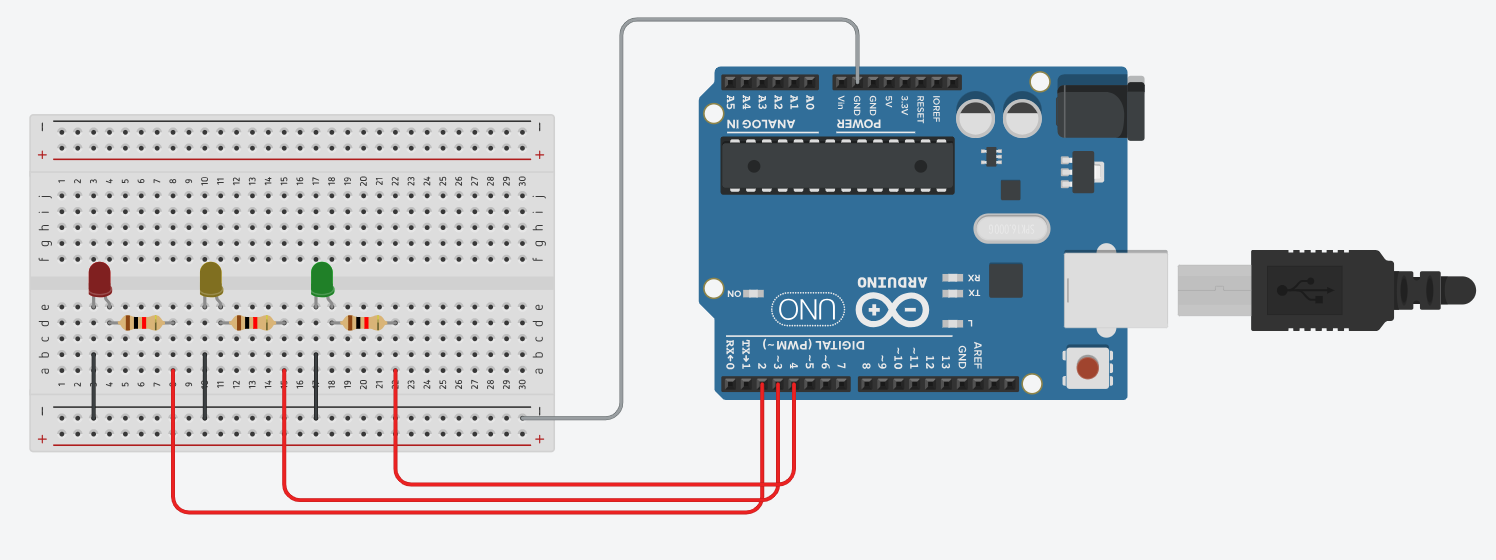 − −
+ +
1 2 3 4 5 6 7 8 9 10 11 12 13 14 15 16 17 18 19 20 21 22 23 24 25 26 27 28 29 30
j j
i i
h h
g g
f f
e e
d d
c c
b b
a a
1 2 3 4 5 6 7 8 9 10 11 12 13 14 15 16 17 18 19 20 21 22 23 24 25 26 27 28 29 30
− −
+ +
A5 A4 A3 A2 A1 A0
ANALOG IN
Vin GND GND 5V 3.3V RESET IOREF
POWER
ON
UNO
ARDUINO
RX
TX
L
DIGITAL (PWM ~)
RX←0 TX→1 2 ~3 4 ~5 ~6 7 8 ~9 ~10 ~11 12 13 GND AREF